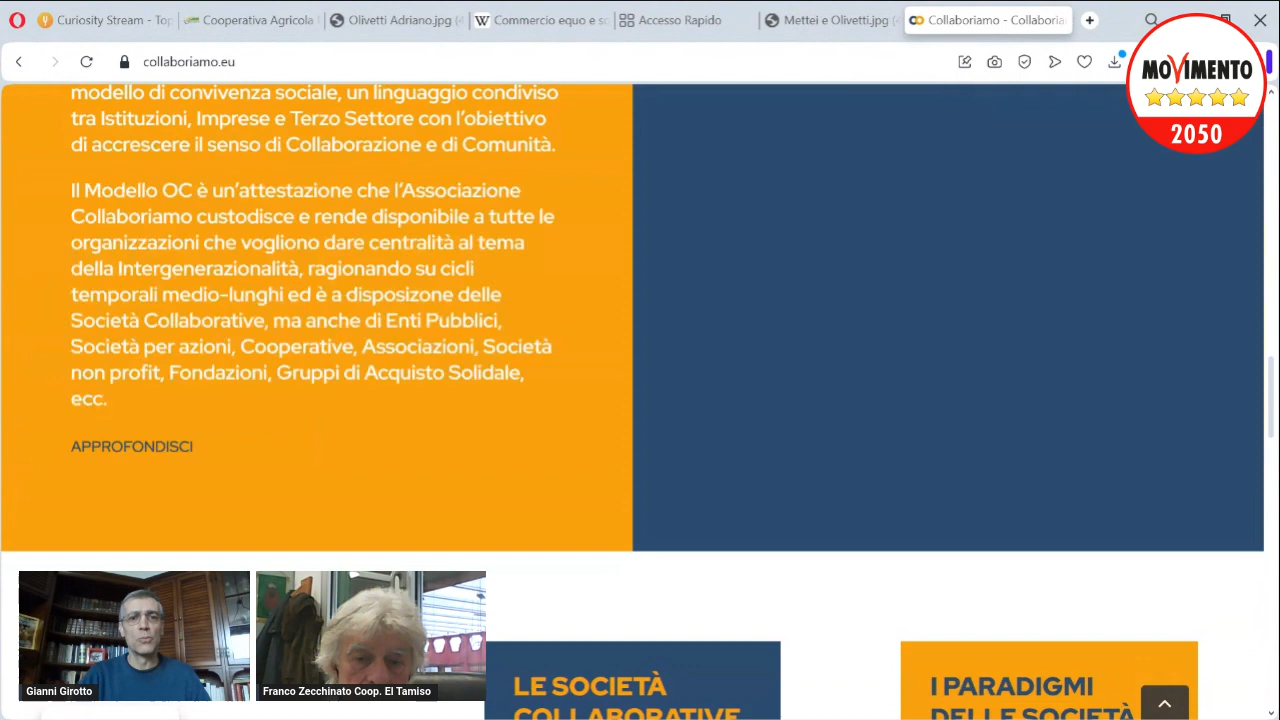 Curiosity Stream - Top
Cooperativa Agricola
Olivetti Adriano.jpg (
Commercio equo e so
Accesso Rapido
Mettei e Olivetti.jpg (
Collaboriamo - Collaboria
collaboriamo.eu
MOVIMENTO
2050
modello di convivenza sociale, un linguaggio condiviso
tra Istituzioni, Imprese e Terzo Settore con l'obiettivo
di accrescere il senso di Collaborazione e di Comunità.
Il Modello OC è un'attestazione che l'Associazione
Collaboriamo custodisce e rende disponibile a tutte le
organizzazioni che vogliono dare centralità al tema
della Intergenerazionalità, ragionando su cicli
temporali medio-lunghi ed è a disposizone delle
Società Collaborative, ma anche di Enti Pubblici,
Società per azioni, Cooperative, Associazioni, Società
non profit, Fondazioni, Gruppi di Acquisto Solidale,
ecc.
APPROFONDISCI
Gianni Girotto
Franco Zecchinato Coop. El Tamiso
LE SOCIETÀ
COLLABORATIVE
I PARADIGMI
DELLE SOCIETÀ